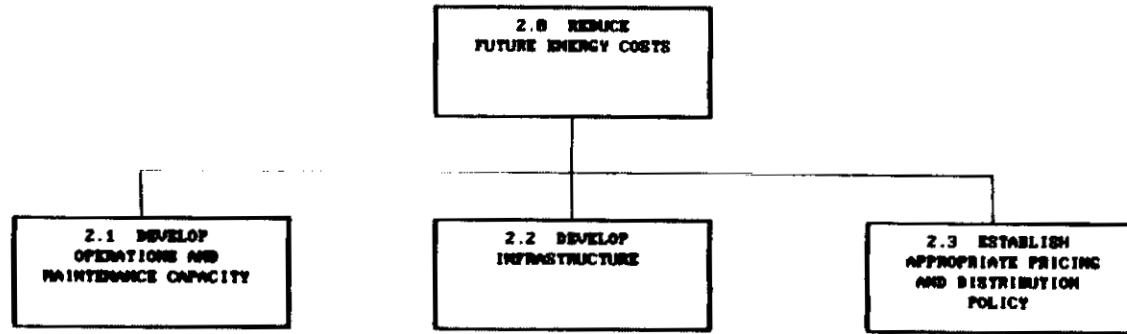 2.0 REDUCE
FUTURE ENERGY COSTS
2.1 DEVELOP
OPERATIONS AND
MAINTENANCE CAPACITY
2.2 DEVELOP
INFRASTRUCTURE
2.3 ESTABLISH
APPROPRIATE PRICING
AND DISTRIBUTION
POLICY